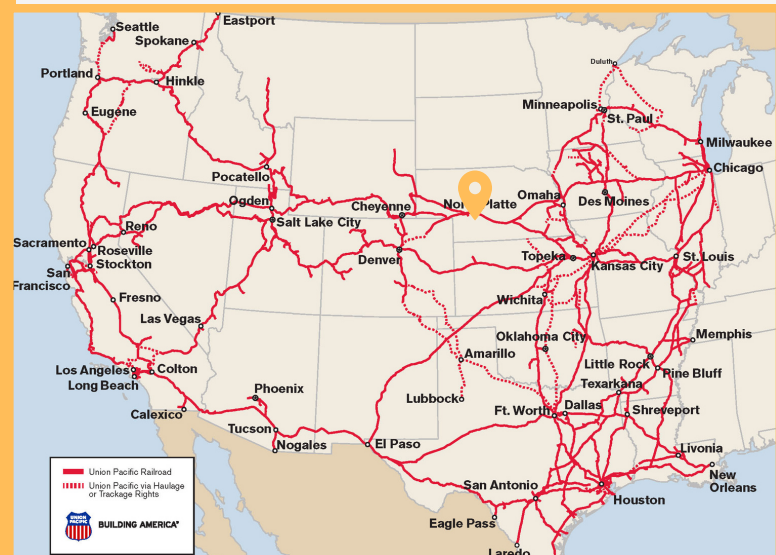 Seattle
Eastport
Spokane
Duluth
Portland
Hinkle
Minneapolis
St. Paul
Eugene
Milwaukee
Pocatello
Chicago
Ogden
Cheyenne
Nor Platte
Omaha
Des Moines
Salt Lake City
Reno
Sacramento
Roseville
Stockton
Denver
Topeka
Kansas City
St. Louis
San
Francisco
Fresno
Wichita
Las Vegas
Oklahoma City
Memphis
Amarillo
Little Rock
Los Angeles
Colton
Pine Bluff
Long Beach
Texarkana
Phoenix
Lubbock
Calexico
Ft. Worth
Dallas
Shreveport
Tucson
Nogales
El Paso
Livonia
New
Orleans
San Antonio
Houston
Eagle Pass
Laredo
Union Pacific Railroad
Union Pacific via Haulage
or Trackage Rights
UNION
PACIFIC
BUILDING AMERICA®